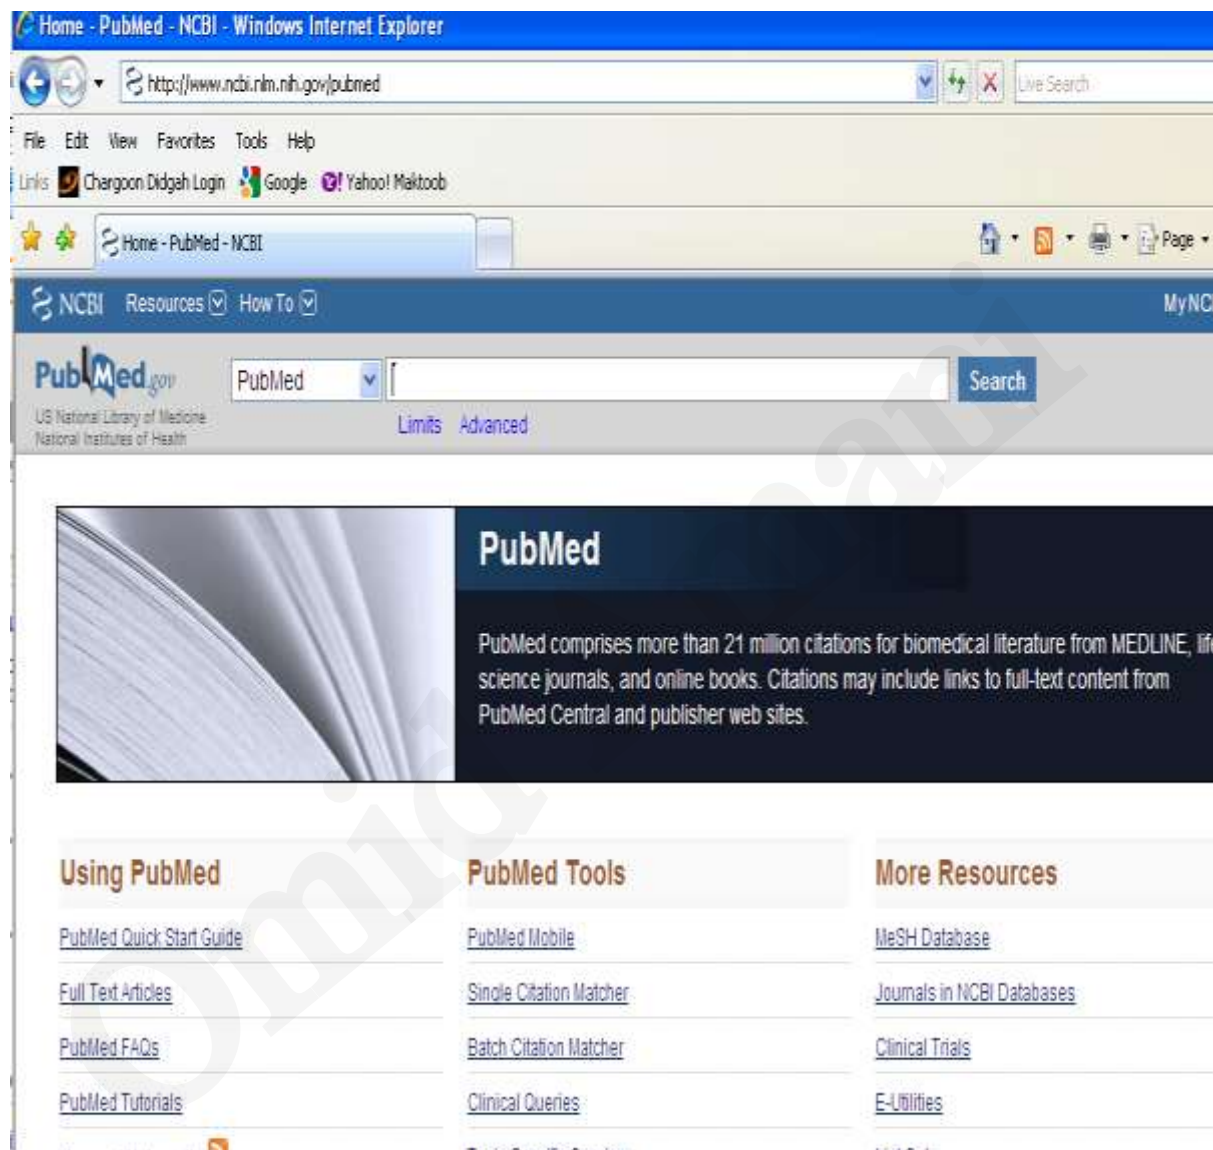 Home - PubMed - NCBI - Windows Internet Explorer
http://www.ncbi.nlm.nih.gov/pubmed
Live Search
File Edit View Favorites Tools Help
Links Chargoon Didgah Login Google Yahoo! Maktoob
Home - PubMed - NCBI
Page
NCBI Resources How To
My NC
PubMed.gov
PubMed
Search
US National Library of Medicine
National Institutes of Health
Limits Advanced
PubMed
PubMed comprises more than 21 million citations for biomedical literature from MEDLINE, life
science journals, and online books. Citations may include links to full-text content from
PubMed Central and publisher web sites.
Using PubMed
PubMed Quick Start Guide
Full Text Articles
PubMed FAQs
PubMed Tutorials
PubMed Tools
PubMed Mobile
Single Citation Matcher
Batch Citation Matcher
Clinical Queries
More Resources
MeSH Database
Journals in NCBI Databases
Clinical Trials
E-Utilities